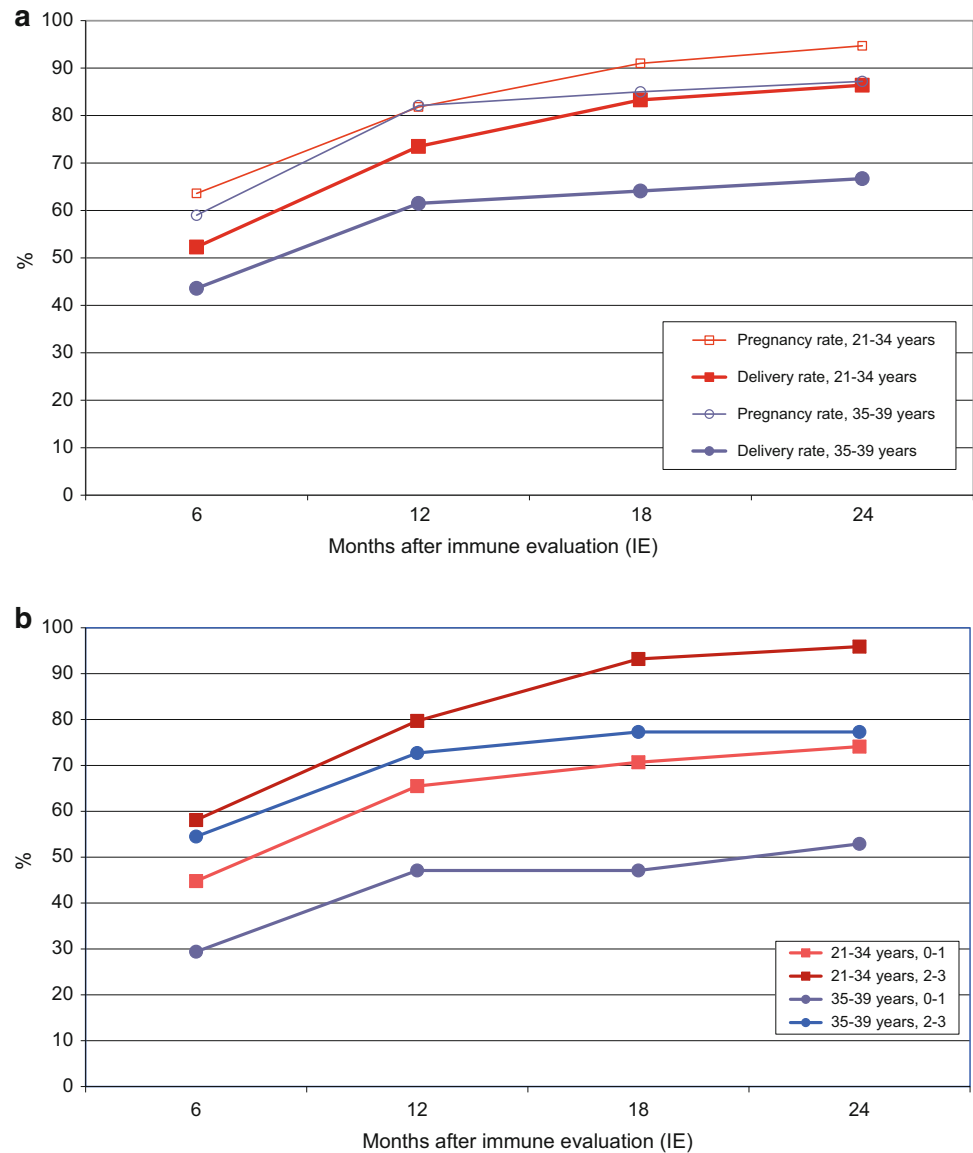 a
100
90
80
70
60
50
40
30
20
10
0
%
6 12 18 24
Months after immune evaluation (IE)
Pregnancy rate, 21-34 years
Delivery rate, 21-34 years
Pregnancy rate, 35-39 years
Delivery rate, 35-39 years
b
100
90
80
70
60
50
40
30
20
10
0
%
6 12 18 24
Months after immune evaluation (IE)
21-34 years, 0-1
21-34 years, 2-3
35-39 years, 0-1
35-39 years, 2-3